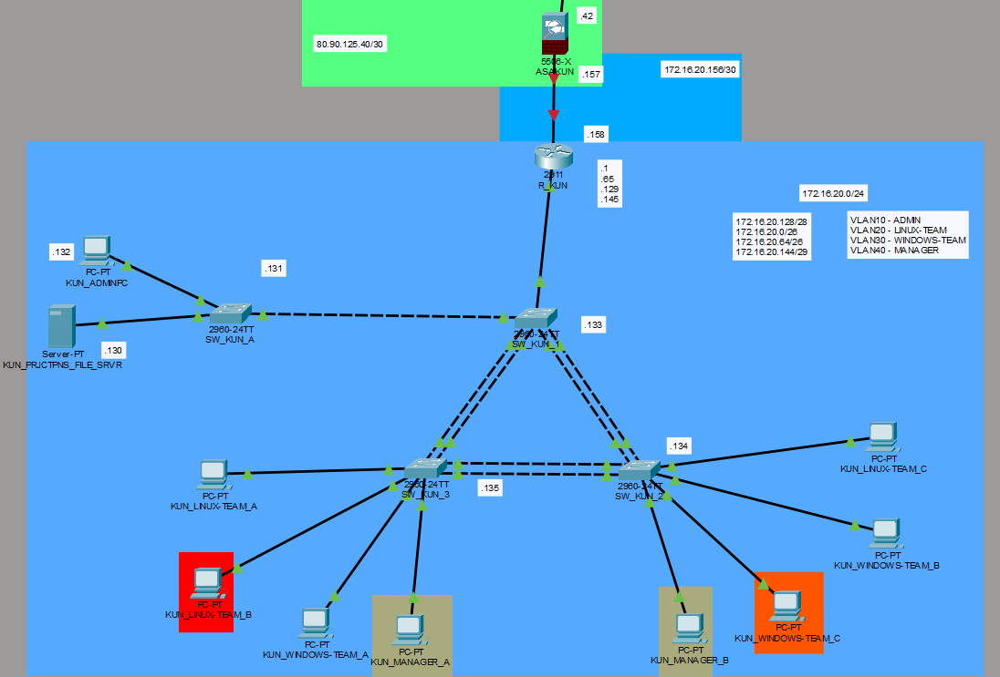 .42
80.90.125.40/30
5506-X
ASAKUN
.157
172.16.20.156/30
.158
2911
R_KUN
.1
.65
.129
.145
172.16.20.0/24
172.16.20.128/28
172.16.20.0/26
172.16.20.64/26
172.16.20.144/29
VLAN10 - ADMIN
VLAN20 - LINUX-TEAM
VLAN30 - WINDOWS-TEAM
VLAN40 - MANAGER
.132
PC-PT
KUN_ADMINPC
.131
2960-24TT
SW_KUN_A
.133
2960-24TT
SW_KUN_1
Server-PT
KUN_PRJCTPNS_FILE_SRVR
.130
.134
PC-PT
KUN_LINUX-TEAM_C
2960-24TT
SW_KUN_3
.135
2960-24TT
SW_KUN_2
PC-PT
KUN_LINUX-TEAM_A
PC-PT
KUN_WINDOWS-TEAM_B
PC-PT
KUN_LINUX-TEAM_B
PC-PT
KUN_WINDOWS-TEAM_A
PC-PT
KUN_MANAGER_A
PC-PT
KUN_MANAGER_B
PC-PT
KUN_WINDOWS-TEAM_C